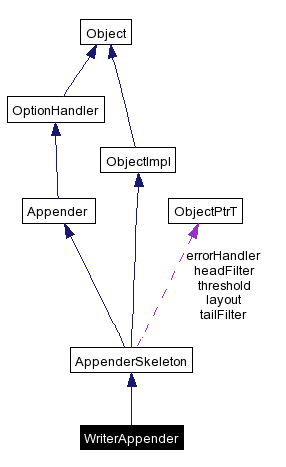 Object
OptionHandler
ObjectImpl
Appender
ObjectPtrT
errorHandler
headFilter
threshold
layout
tailFilter
AppenderSkeleton
WriterAppender